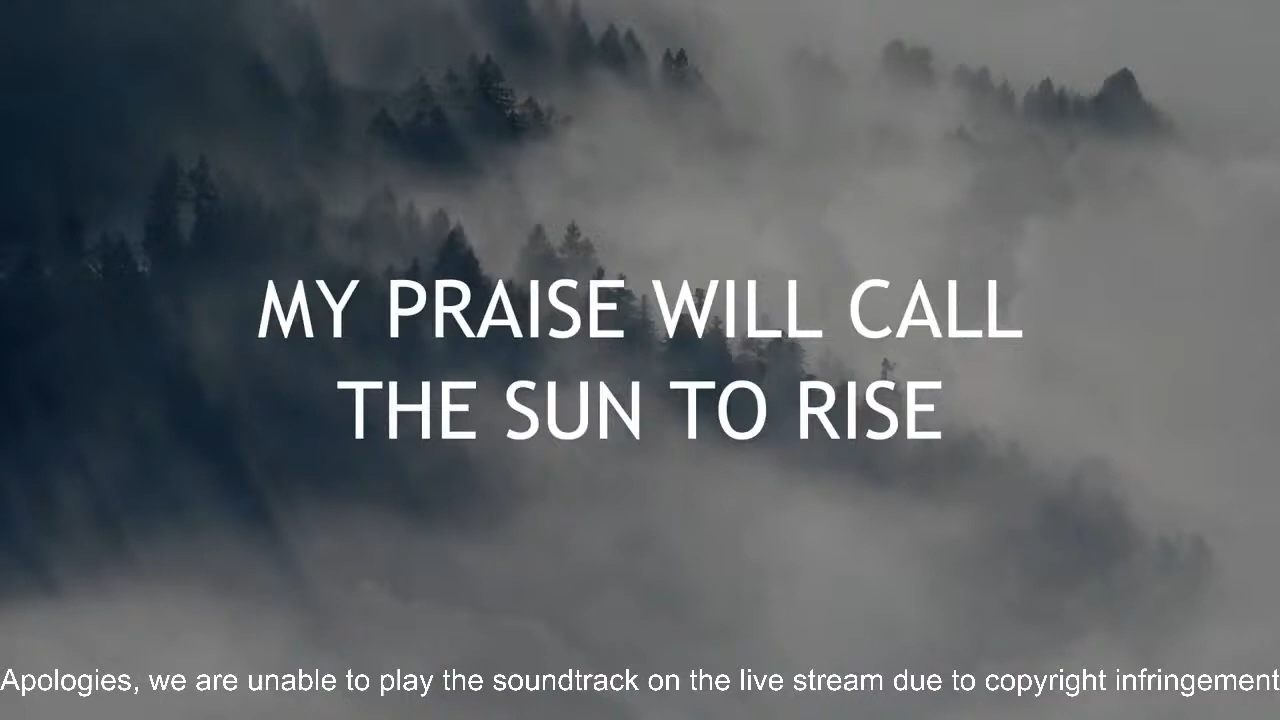 MY PRAISE WILL CALL
THE SUN TO RISE
Apologies, we are unable to play the soundtrack on the live stream due to copyright infringement